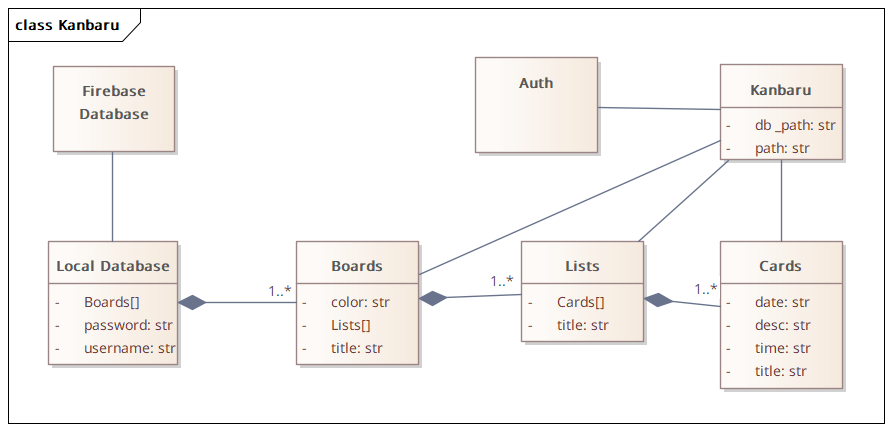 class Kanbaru
Firebase
Database
Auth
Kanbaru
- db _path: str
- path: str
Local Database
- Boards[]
- password: str
- username: str
1..*
Boards
- color: str
- Lists[]
- title: str
1..*
Lists
- Cards[]
- title: str
1..*
Cards
- date: str
- desc: str
- time: str
- title: str